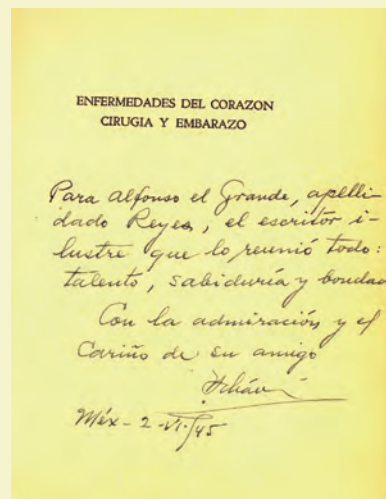 ENFERMEDADES DEL CORAZON
CIRUGIA Y EMBARAZO
Para Alfonso el Grande, apelli-
dado Reyes, el escritor i-
lustre que lo reunió todo:
talento, sabiduría y bondad
Con la admiración y el
Cariño de su amigo
IChávez
Méx - 2 - VI - /45